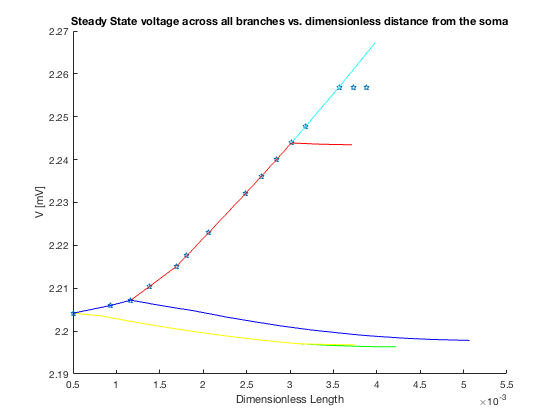 Steady State voltage across all branches vs. dimensionless distance from the soma
2.27
2.26
2.25
2.24
2.23
2.22
2.21
2.2
2.19
V [mV]
0.5 1 1.5 2 2.5 3 3.5 4 4.5 5 5.5
Dimensionless Length
×10⁻³